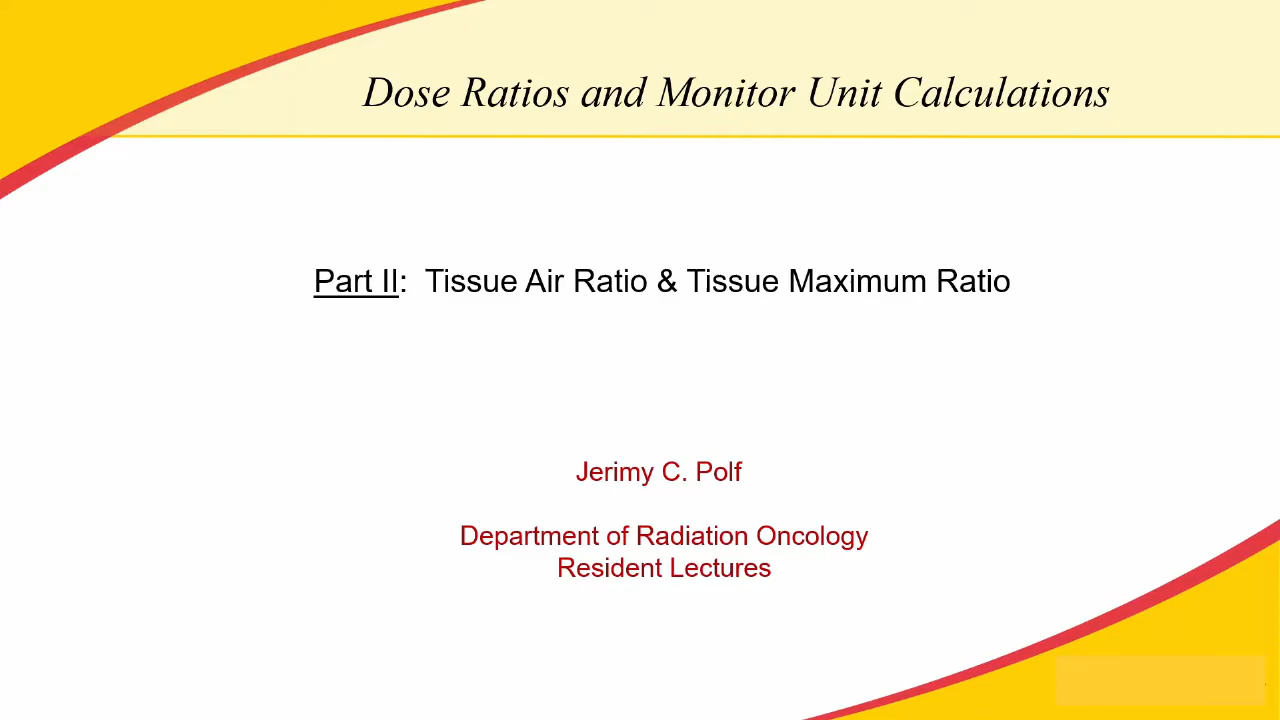 Dose Ratios and Monitor Unit Calculations
Part II: Tissue Air Ratio & Tissue Maximum Ratio
Jerimy C. Polf
Department of Radiation Oncology
Resident Lectures